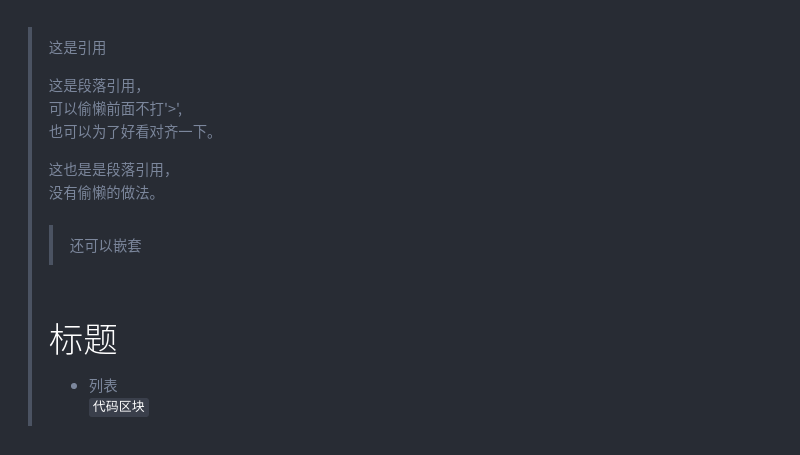 这是引用
这是段落引用，
可以偷懒前面不打'>',
也可以为了好看对齐一下。
这也是是段落引用，
没有偷懒的做法。
还可以嵌套
标题
列表
代码区块